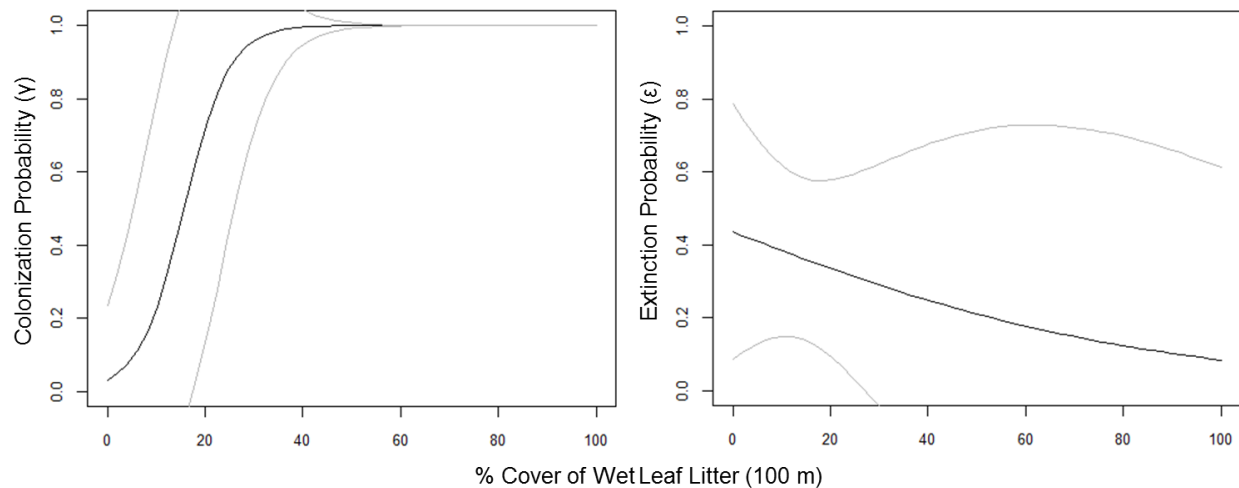 Colonization Probability (γ)
1.0
0.8
0.6
0.4
0.2
0.0
0 20 40 60 80 100
Extinction Probability (ε)
1.0
0.8
0.6
0.4
0.2
0.0
0 20 40 60 80 100
% Cover of Wet Leaf Litter (100 m)